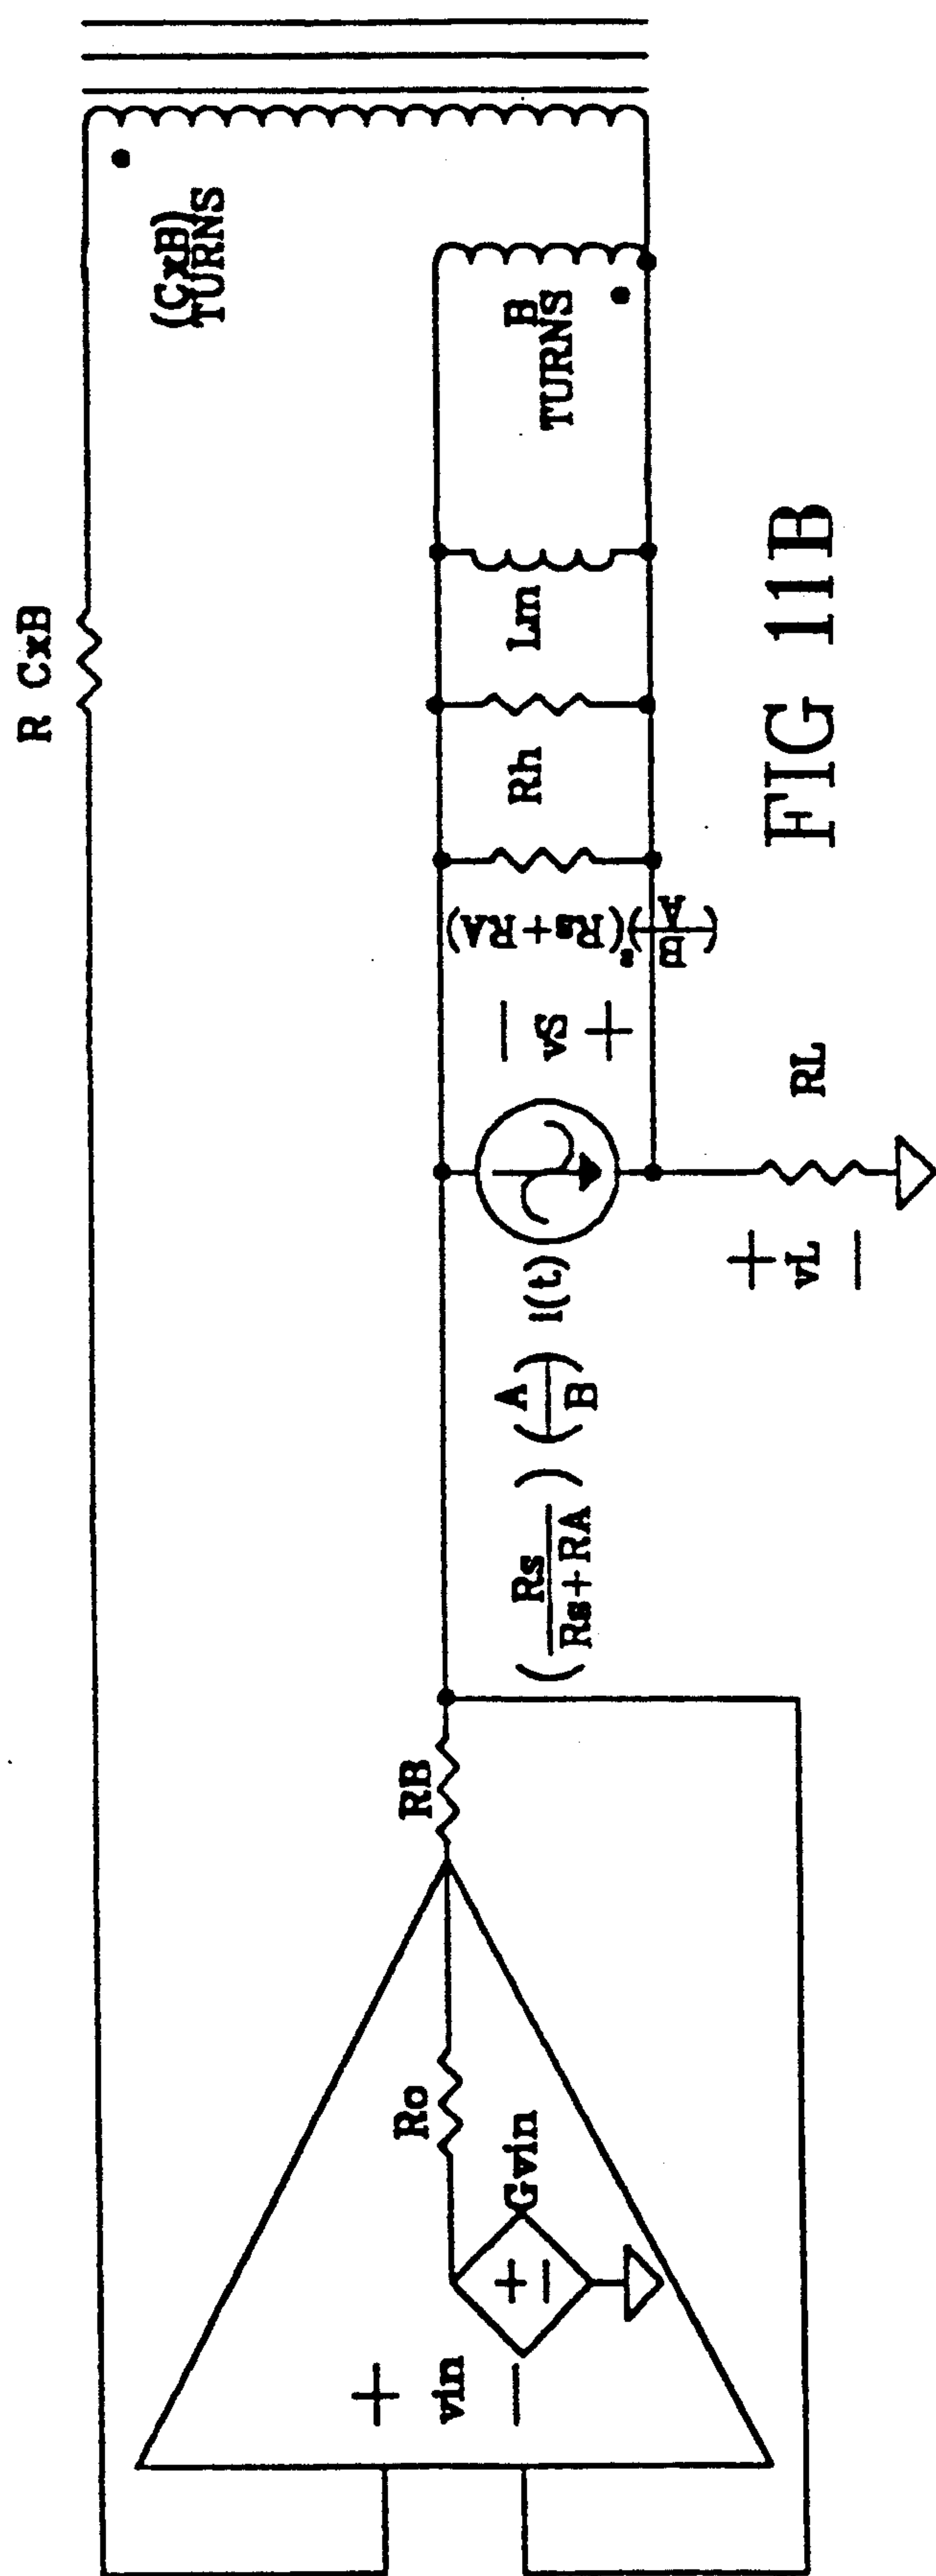 R CxB
(CxB)
TURNS
B
TURNS
Lm
Rh
(B/A)² (Rs+RA)
− vS +
i(t)
(Rs/(Rs+RA)) (A/B)
RB
Ro
Gvin
+ −
+ vin −
RL
+ vL −
FIG 11B